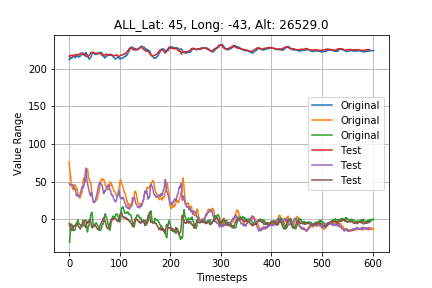 ALL_Lat: 45, Long: -43, Alt: 26529.0
Value Range
200
150
100
50
0
Original
Original
Original
Test
Test
Test
0 100 200 300 400 500 600
Timesteps